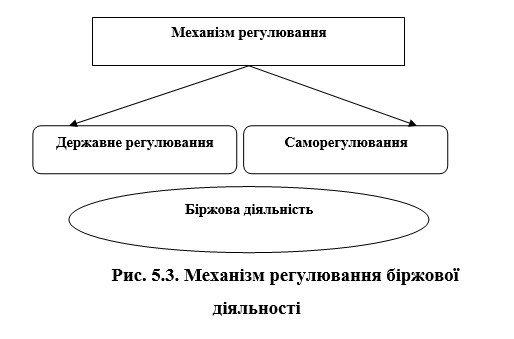 Механізм регулювання
Державне регулювання
Саморегулювання
Біржова діяльність
Рис. 5.3. Механізм регулювання біржової
діяльності